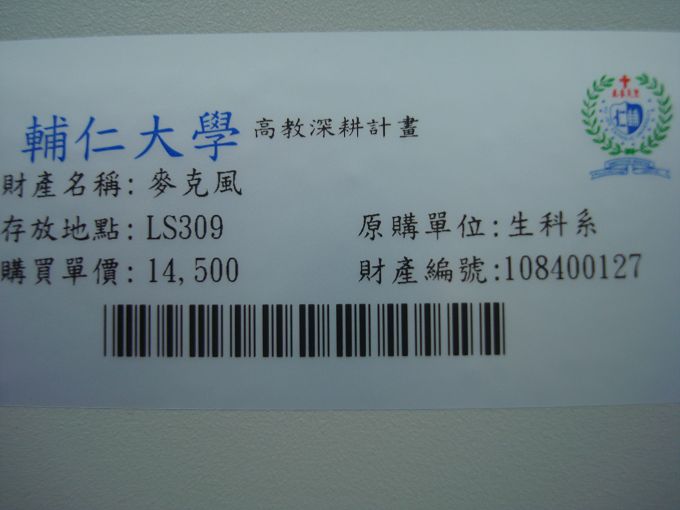 輔仁大學 高教深耕計畫
財產名稱: 麥克風
存放地點: LS309 原購單位: 生科系
購買單價: 14,500 財產編號:108400127